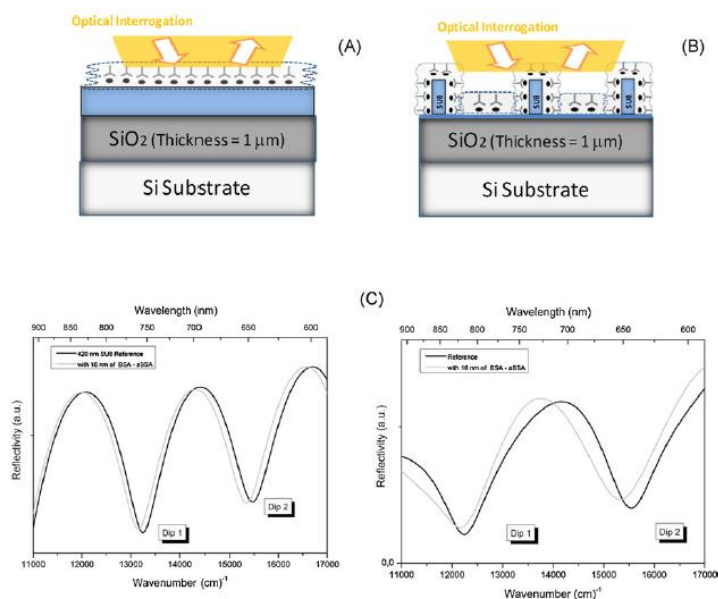 Optical Interrogation
(A)
SiO2 (Thickness = 1 μm)
Si Substrate
Optical Interrogation
(B)
SU8
SU8
SU8
SiO2 (Thickness = 1 μm)
Si Substrate
(C)
Wavelength (nm)
900 850 800 750 700 650 600
420 nm SU8 Reference
with 16 nm of BSA - aBSA
Reflectivity (a.u.)
Dip 1
Dip 2
11000 12000 13000 14000 15000 16000 17000
Wavenumber (cm)-1
Wavelength (nm)
900 850 800 750 700 650 600
Reference
with 16 nm of BSA - aBSA
Reflectivity (a.u.)
0,0
Dip 1
Dip 2
11000 12000 13000 14000 15000 16000 17000
Wavenumber (cm)-1